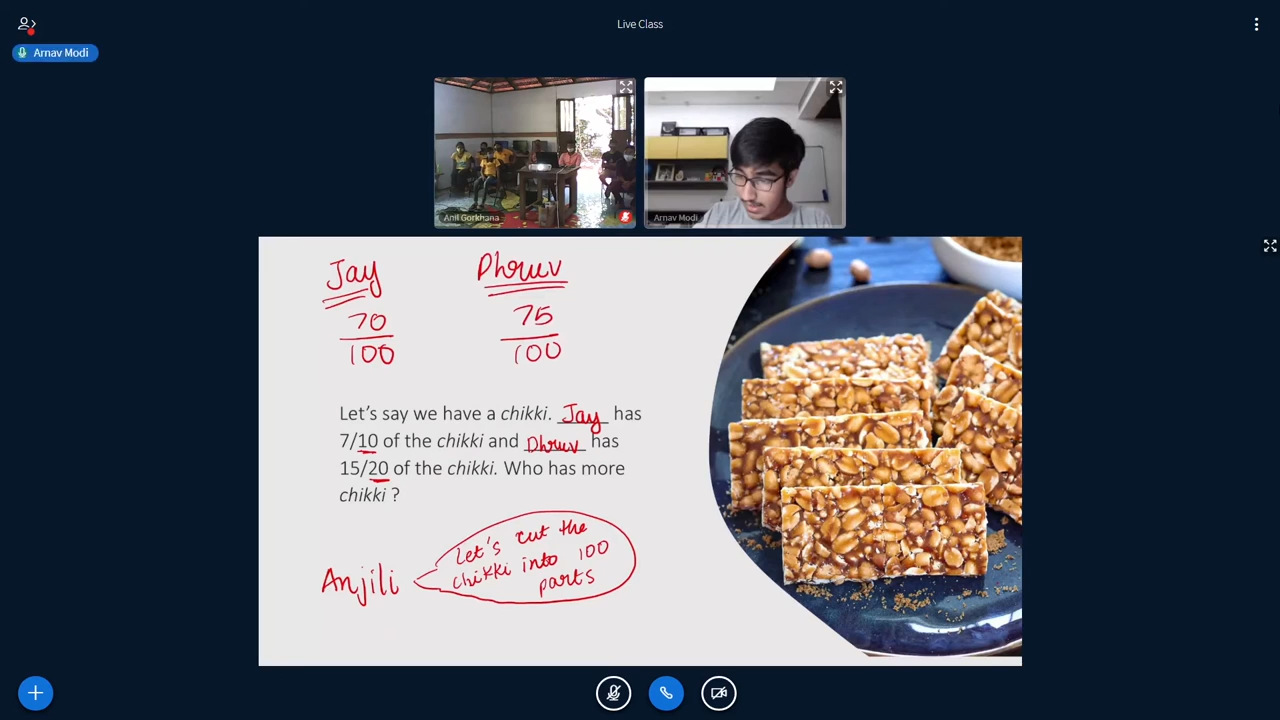 Live Class
Arnav Modi
Anil Gorkhana
Arnav Modi
Jay Dhruv
70 75
100 100
Let's say we have a chikki. Jay has
7/10 of the chikki and Dhruv has
15/20 of the chikki. Who has more
chikki ?
Let's cut the
chikki into 100
parts
Anjili